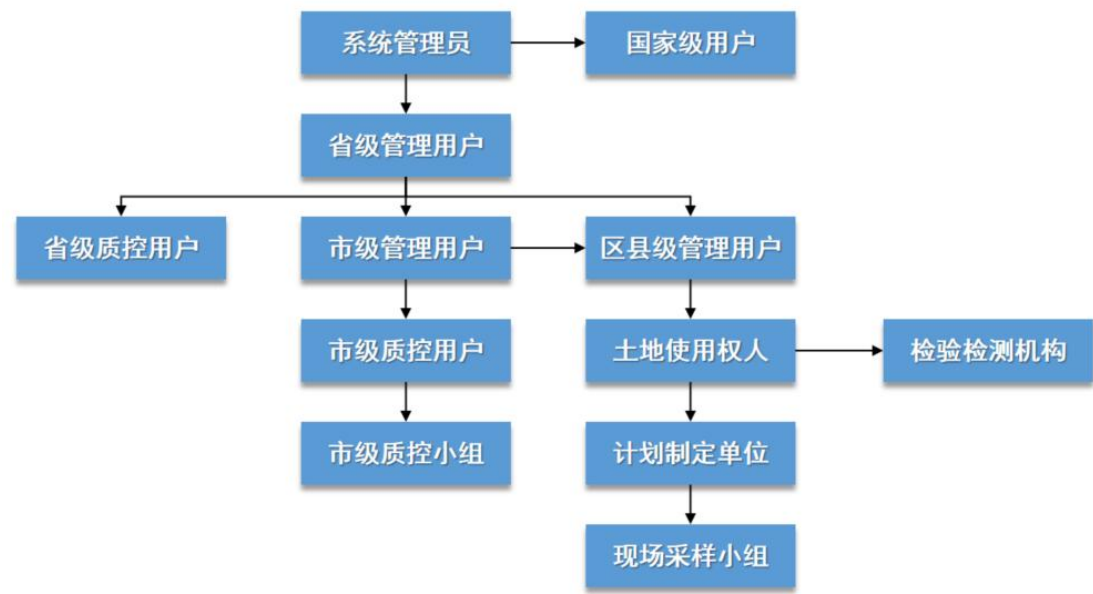 系统管理员
国家级用户
省级管理用户
省级质控用户
市级管理用户
区县级管理用户
市级质控用户
土地使用权人
检验检测机构
市级质控小组
计划制定单位
现场采样小组